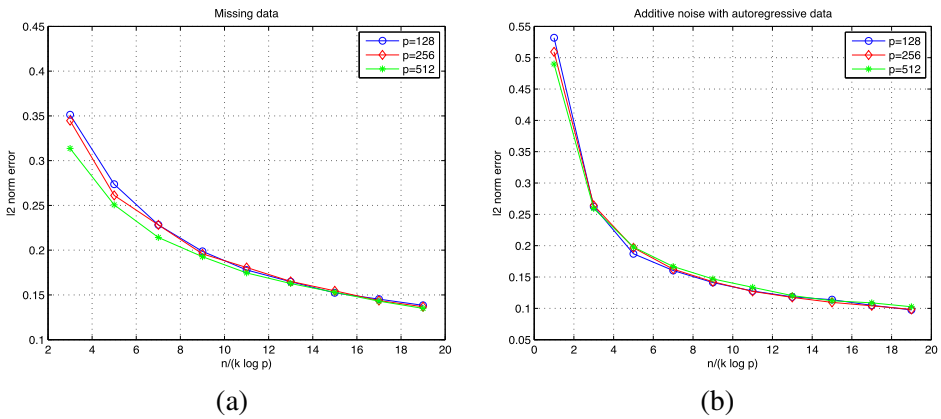 Missing data
0.45
0.4
0.35
0.3
0.25
0.2
0.15
0.1
l2 norm error
2 4 6 8 10 12 14 16 18 20
n/(k log p)
p=128
p=256
p=512
(a)
Additive noise with autoregressive data
0.55
0.5
0.45
0.4
0.35
0.3
0.25
0.2
0.15
0.1
0.05
l2 norm error
0 2 4 6 8 10 12 14 16 18 20
n/(k log p)
p=128
p=256
p=512
(b)